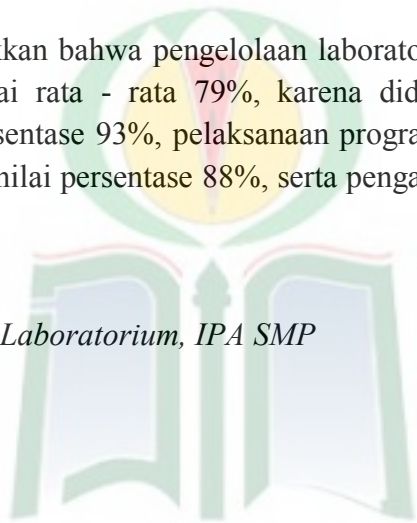 kkan bahwa pengelolaan laborato
ai rata - rata 79%, karena did
sentase 93%, pelaksanaan progra
nilai persentase 88%, serta penga
Laboratorium, IPA SMP